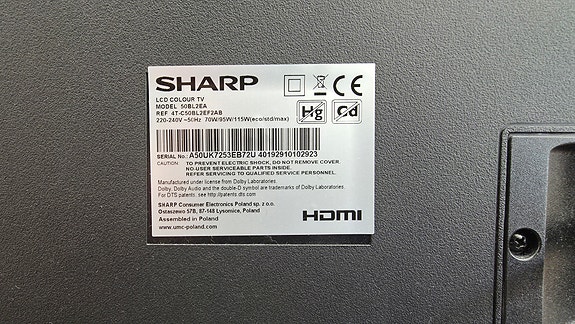 SHARP
LCD COLOUR TV
MODEL 50BL2EA
REF 4T-C50BL2EF2AB
220-240V ~50Hz 70W/95W/115W(eco/std/max)
CE
Hg Cd
SERIAL No.: A50UK7253EB72U 40192910102923
CAUTION: TO PREVENT ELECTRIC SHOCK, DO NOT REMOVE COVER.
NO-USER SERVICEABLE PARTS INSIDE.
REFER SERVICING TO QUALIFIED SERVICE PERSONNEL
Manufactured under license from Dolby Laboratories.
Dolby, Dolby Audio and the double-D symbol are trademarks of Dolby Laboratories.
For DTS patents, see http://patents.dts.com
SHARP Consumer Electronics Poland sp. z o.o.
Ostaszewo 57B, 87-148 Lysomice, Poland
Assembled in Poland
www.umc-poland.com
HDMI